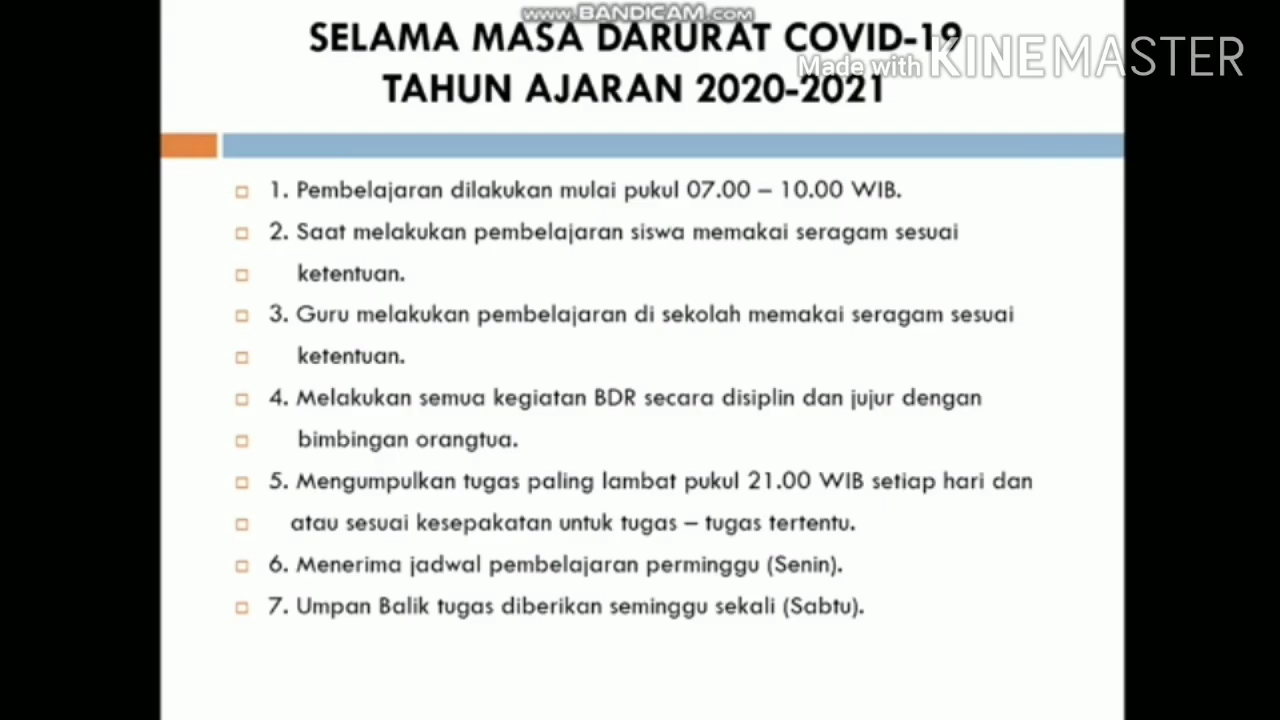 www.BANDICAM.com
SELAMA MASA DARURAT COVID-19
Made with KINEMASTER
TAHUN AJARAN 2020-2021
1. Pembelajaran dilakukan mulai pukul 07.00 – 10.00 WIB.
2. Saat melakukan pembelajaran siswa memakai seragam sesuai
ketentuan.
3. Guru melakukan pembelajaran di sekolah memakai seragam sesuai
ketentuan.
4. Melakukan semua kegiatan BDR secara disiplin dan jujur dengan
bimbingan orangtua.
5. Mengumpulkan tugas paling lambat pukul 21.00 WIB setiap hari dan
atau sesuai kesepakatan untuk tugas – tugas tertentu.
6. Menerima jadwal pembelajaran perminggu (Senin).
7. Umpan Balik tugas diberikan seminggu sekali (Sabtu).